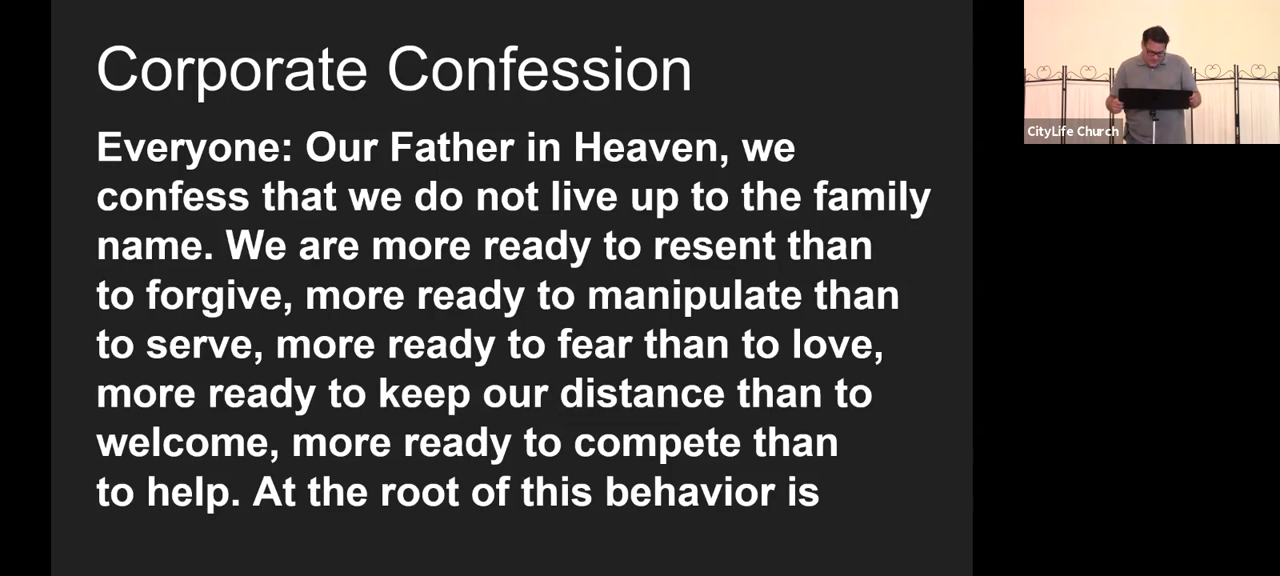 Corporate Confession
Everyone: Our Father in Heaven, we
confess that we do not live up to the family
name. We are more ready to resent than
to forgive, more ready to manipulate than
to serve, more ready to fear than to love,
more ready to keep our distance than to
welcome, more ready to compete than
to help. At the root of this behavior is
CityLife Church